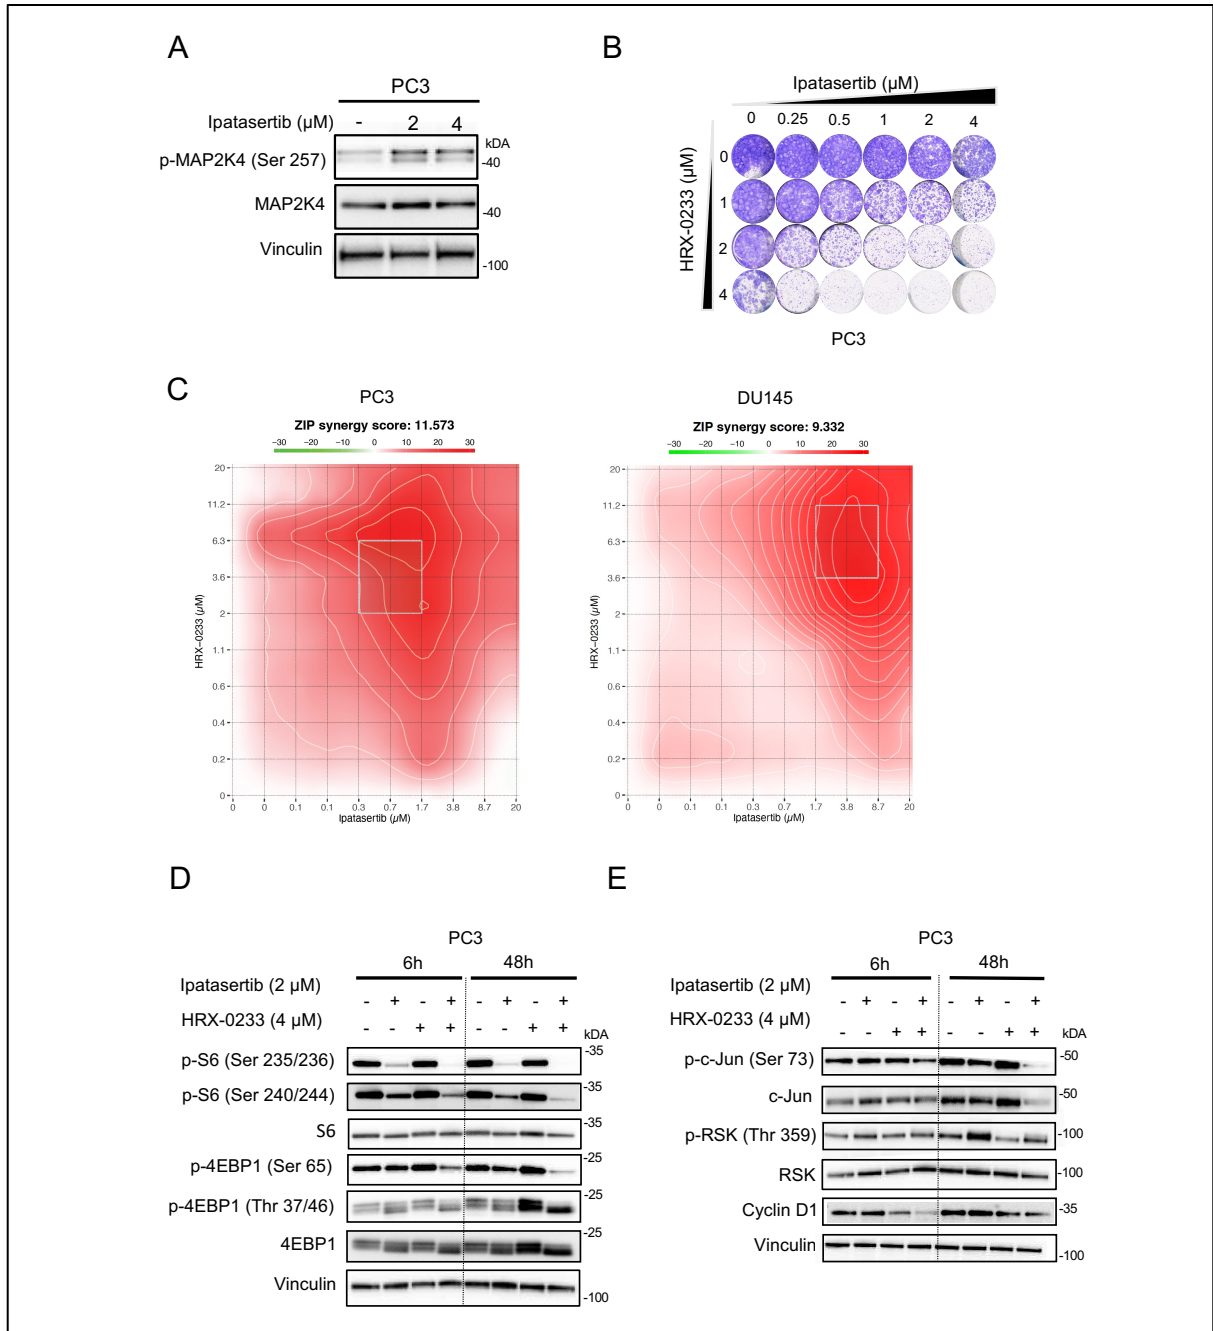 A
PC3
Ipatasertib (µM) - 2 4
kDA
p-MAP2K4 (Ser 257) -40
MAP2K4 -40
Vinculin -100
B
Ipatasertib (µM)
0 0.25 0.5 1 2 4
HRX-0233 (µM)
0
1
2
4
PC3
C
PC3
ZIP synergy score: 11.573
−30 −20 −10 0 10 20 30
HRX−0233 (µM)
20
11.2
6.3
3.6
2
1.1
0.6
0.4
0.2
0
0 0 0.1 0.1 0.3 0.7 1.7 3.8 8.7 20
Ipatasertib (µM)
DU145
ZIP synergy score: 9.332
−30 −20 −10 0 10 20 30
HRX−0233 (µM)
20
11.2
6.3
3.6
2
1.1
0.6
0.4
0.2
0
0 0 0.1 0.1 0.3 0.7 1.7 3.8 8.7 20
Ipatasertib (µM)
D
PC3
6h 48h
Ipatasertib (2 µM) - + - + - + - +
HRX-0233 (4 µM) - - + + - - + +
kDA
p-S6 (Ser 235/236) -35
p-S6 (Ser 240/244) -35
S6 -35
p-4EBP1 (Ser 65) -25
p-4EBP1 (Thr 37/46) -25
4EBP1 -25
Vinculin -100
E
PC3
6h 48h
Ipatasertib (2 µM) - + - + - + - +
HRX-0233 (4 µM) - - + + - - + +
kDA
p-c-Jun (Ser 73) -50
c-Jun -50
p-RSK (Thr 359) -100
RSK -100
Cyclin D1 -35
Vinculin -100